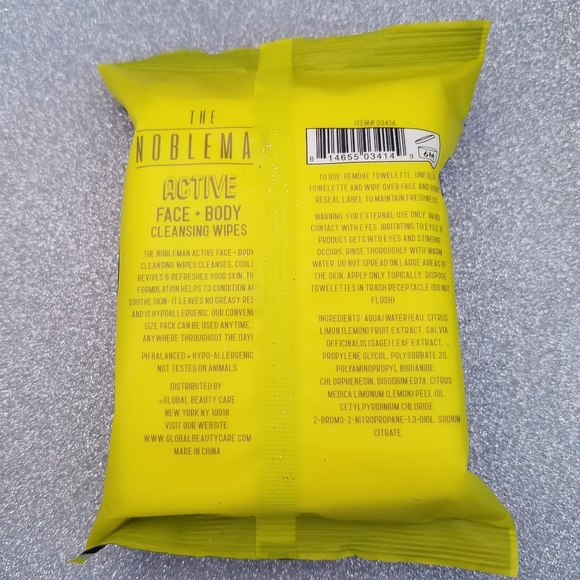 THE
NOBLEMA
ACTIVE
FACE + BODY
CLEANSING WIPES
THE NOBLEMAN ACTIVE FACE + BODY
CLEANSING WIPES CLEANSES, COOLS
REVIVES & REFRESHES YOUR SKIN. TH
FORMULATION HELPS TO CONDITION A
SOOTHE SKIN- IT LEAVES NO GREASY RES
AND IS HYPOALLERGENIC. OUR CONVENI
SIZE PACK CAN BE USED ANYTIME,
ANYWHERE THROUGHOUT THE DAY!
PH BALANCED + HYPO-ALLERGENIC
NOT TESTED ON ANIMALS
DISTRIBUTED BY
©GLOBAL BEAUTY CARE
NEW YORK NY 10018
VISIT OUR WEBSITE
WWW.GLOBALBEAUTYCARE.COM
MADE IN CHINA
ITEM# 03414
8 14655 03414 9
6M
TO USE: REMOVE TOWELETTE, UNFOLD
TOWELETTE AND WIPE OVER FACE AND BODY
RESEAL LABEL TO MAINTAIN FRESHNESS
WARNING: FOR EXTERNAL USE ONLY. AVOID
CONTACT WITH EYES. IRRITATING TO EYES. IF
PRODUCT GETS INTO EYES AND STINGING
OCCURS, RINSE THOROUGHLY WITH WARM
WATER. DO NOT SPREAD ON LARGE AREAS OF
THE SKIN. APPLY ONLY TOPICALLY. DISPOSE
TOWELETTES IN TRASH RECEPTACLE (DO NOT
FLUSH)
INGREDIENTS: AQUA/WATER/EAU, CITRUS
LIMON (LEMON) FRUIT EXTRACT, SALVIA
OFFICINALIS (SAGE) LEAF EXTRACT,
PROPYLENE GLYCOL, POLYSORBATE 20,
POLYAMINOPROPYL BIGUANIDE,
CHLORPHENESIN, DISODIUM EDTA, CITRUS
MEDICA LIMONUM (LEMON) PEEL OIL,
CETYLPYRIDINIUM CHLORIDE,
2-BROMO-2-NITROPROPANE-1,3-DIOL, SODIUM
CITRATE.